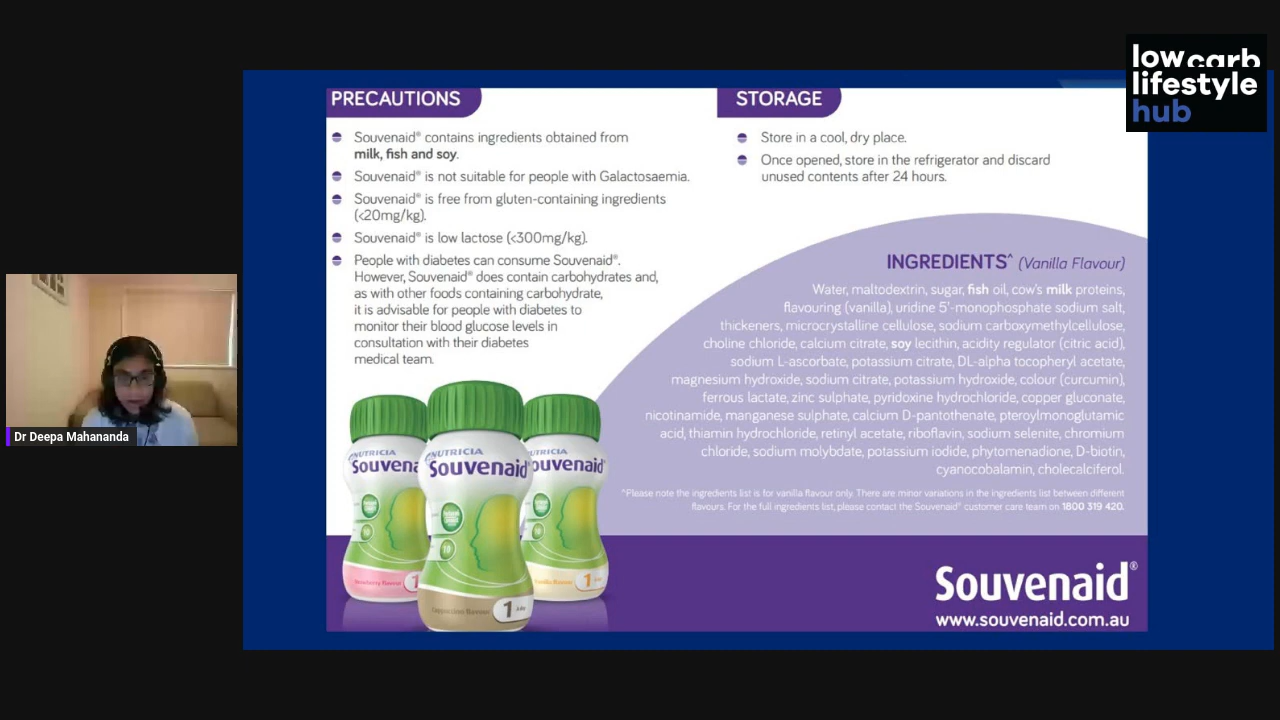 low carb
lifestyle
hub
PRECAUTIONS
Souvenaid® contains ingredients obtained from
milk, fish and soy.
Souvenaid® is not suitable for people with Galactosaemia.
Souvenaid® is free from gluten-containing ingredients
(<20mg/kg).
Souvenaid® is low lactose (<300mg/kg).
People with diabetes can consume Souvenaid®.
However, Souvenaid® does contain carbohydrates and,
as with other foods containing carbohydrate,
it is advisable for people with diabetes to
monitor their blood glucose levels in
consultation with their diabetes
medical team.
STORAGE
Store in a cool, dry place.
Once opened, store in the refrigerator and discard
unused contents after 24 hours.
INGREDIENTS^ (Vanilla Flavour)
Water, maltodextrin, sugar, fish oil, cow's milk proteins,
flavouring (vanilla), uridine 5'-monophosphate sodium salt,
thickeners, microcrystalline cellulose, sodium carboxymethylcellulose,
choline chloride, calcium citrate, soy lecithin, acidity regulator (citric acid),
sodium L-ascorbate, potassium citrate, DL-alpha tocopheryl acetate,
magnesium hydroxide, sodium citrate, potassium hydroxide, colour (curcumin),
ferrous lactate, zinc sulphate, pyridoxine hydrochloride, copper gluconate,
nicotinamide, manganese sulphate, calcium D-pantothenate, pteroylmonoglutamic
acid, thiamin hydrochloride, retinyl acetate, riboflavin, sodium selenite, chromium
chloride, sodium molybdate, potassium iodide, phytomenadione, D-biotin,
cyanocobalamin, cholecalciferol.
^Please note the ingredients list is for vanilla flavour only. There are minor variations in the ingredients list between different
flavours. For the full ingredients list, please contact the Souvenaid® customer care team on 1800 319 420.
NUTRICIA
Souvena
NUTRICIA
Souvenaid
UTRICIA
ouvenaid
Strawberry flavour 1
Cappuccino flavour 1
Vanilla flavour 1
Souvenaid®
www.souvenaid.com.au
Dr Deepa Mahananda